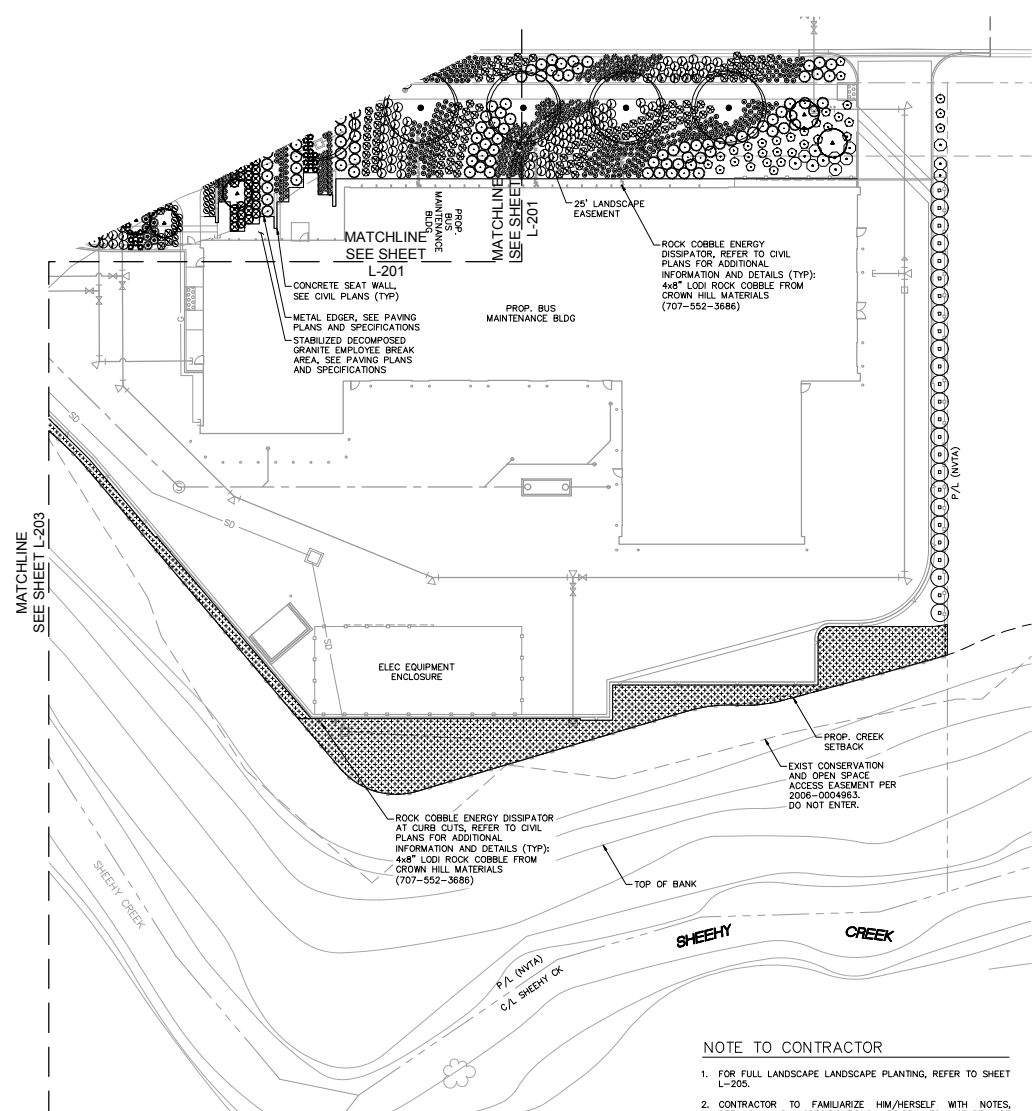 25' LANDSCAPE
EASEMENT
PROP.
BUS
MAINTENANCE
BLDG
MATCHLINE
SEE SHEET
L-201
MATCHLINE
SEE SHEET
L-201
ROCK COBBLE ENERGY
DISSIPATOR, REFER TO CIVIL
PLANS FOR ADDITIONAL
INFORMATION AND DETAILS (TYP):
4x8" LODI ROCK COBBLE FROM
CROWN HILL MATERIALS
(707-552-3686)
CONCRETE SEAT WALL,
SEE CIVIL PLANS (TYP)
METAL EDGER, SEE PAVING
PLANS AND SPECIFICATIONS
STABILIZED DECOMPOSED
GRANITE EMPLOYEE BREAK
AREA, SEE PAVING PLANS
AND SPECIFICATIONS
PROP. BUS
MAINTENANCE BLDG
G
SD
SD
SD
P/L (NVTA)
MATCHLINE
SEE SHEET L-203
ELEC EQUIPMENT
ENCLOSURE
PROP. CREEK
SETBACK
EXIST CONSERVATION
AND OPEN SPACE
ACCESS EASEMENT PER
2006-0004963.
DO NOT ENTER.
ROCK COBBLE ENERGY DISSIPATOR
AT CURB CUTS, REFER TO CIVIL
PLANS FOR ADDITIONAL
INFORMATION AND DETAILS (TYP):
4x8" LODI ROCK COBBLE FROM
CROWN HILL MATERIALS
(707-552-3686)
TOP OF BANK
SHEEHY CREEK
SHEEHY CREEK
P/L (NVTA)
C/L SHEEHY CK
NOTE TO CONTRACTOR
1. FOR FULL LANDSCAPE LANDSCAPE PLANTING, REFER TO SHEET
L-205.
2. CONTRACTOR TO FAMILIARIZE HIM/HERSELF WITH NOTES,